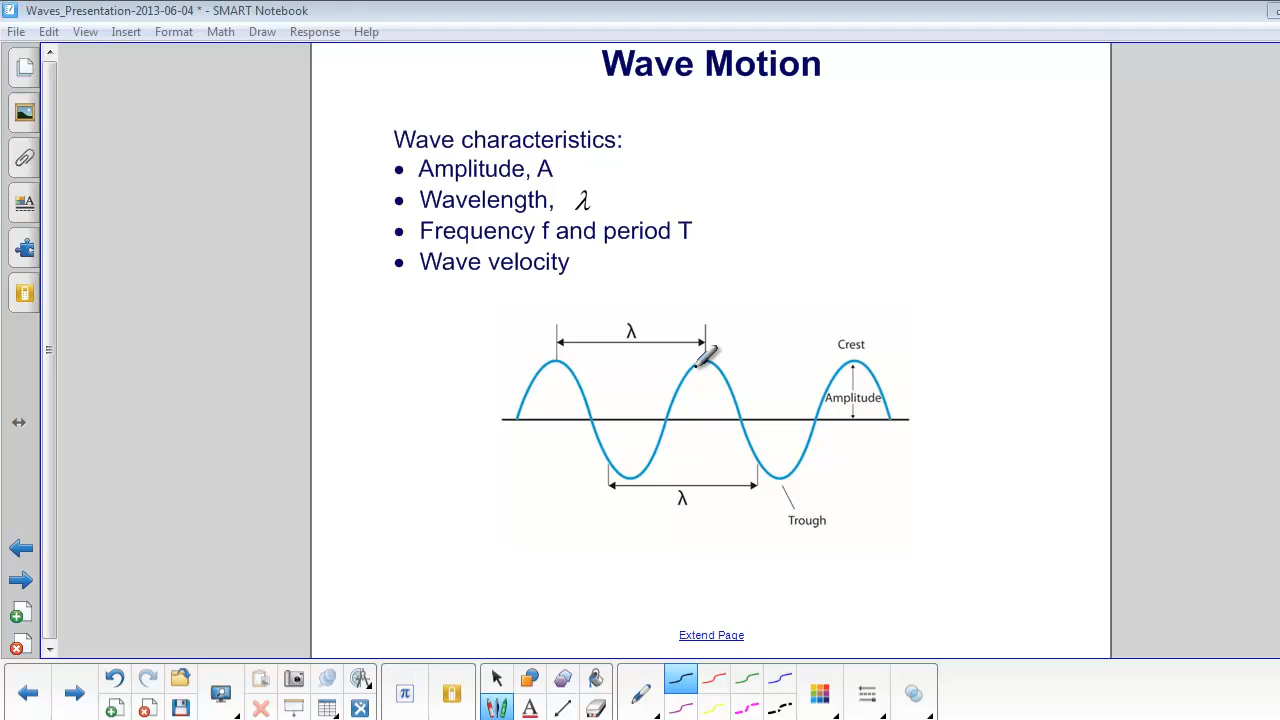 Waves_Presentation-2013-06-04 * - SMART Notebook
File Edit View Insert Format Math Draw Response Help
Wave Motion
Wave characteristics:
• Amplitude, A
• Wavelength, λ
• Frequency f and period T
• Wave velocity
λ
Crest
Amplitude
λ
Trough
Extend Page
π
A